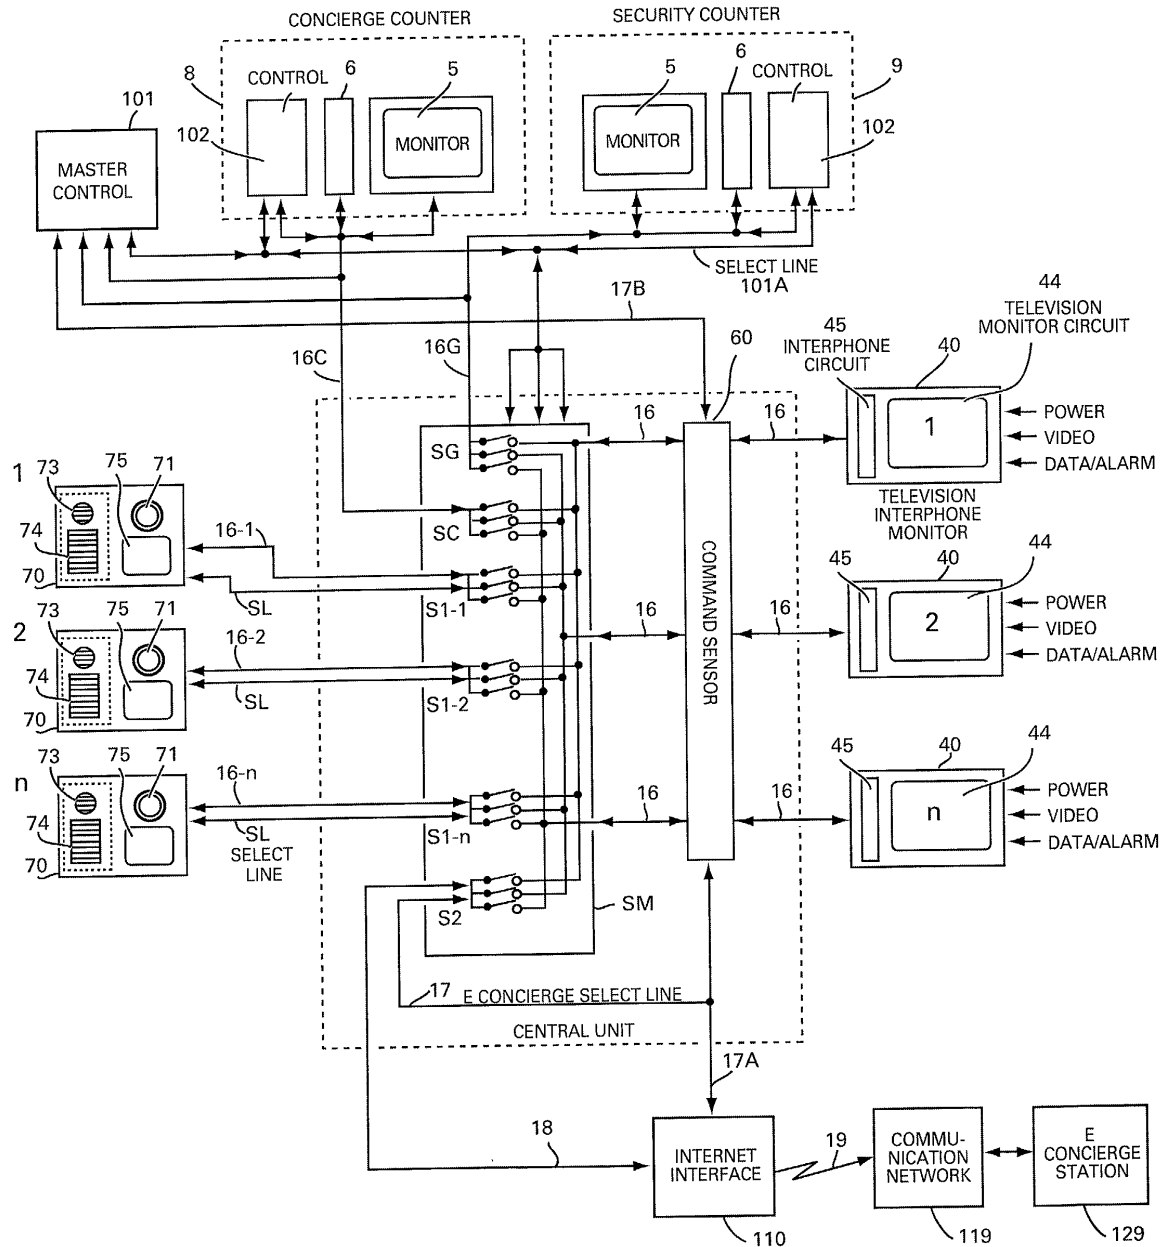 CONCIERGE COUNTER
SECURITY COUNTER
8
CONTROL
6
5
102
MONITOR
5
6
CONTROL
9
MONITOR
102
101
MASTER
CONTROL
SELECT LINE
101A
17B
16C
16G
60
44
TELEVISION
MONITOR CIRCUIT
45
INTERPHONE
CIRCUIT
40
1
POWER
VIDEO
DATA/ALARM
TELEVISION
INTERPHONE
MONITOR
16
16
SG
SC
1
73
75
71
74
70
16-1
SL
S1-1
2
73
75
71
74
70
16-2
SL
S1-2
16
16
COMMAND SENSOR
45
40
44
2
POWER
VIDEO
DATA/ALARM
n
73
75
71
74
70
16-n
SL
SELECT
LINE
S1-n
16
16
45
40
44
n
POWER
VIDEO
DATA/ALARM
S2
SM
17
E CONCIERGE SELECT LINE
CENTRAL UNIT
17A
18
INTERNET
INTERFACE
110
19
COMMU-
NICATION
NETWORK
119
E
CONCIERGE
STATION
129